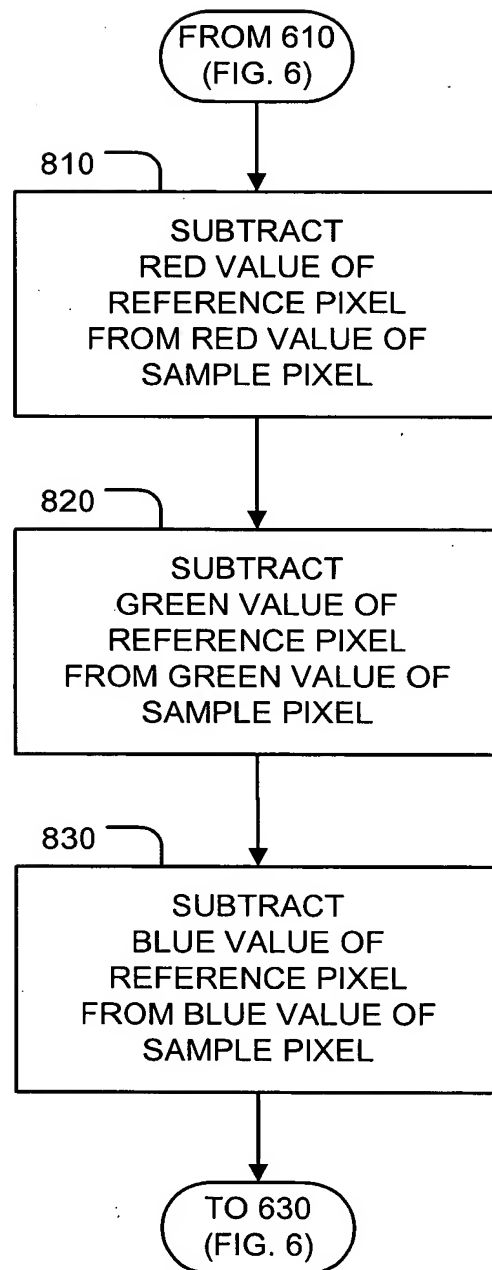 FROM 610
(FIG. 6)
810
SUBTRACT
RED VALUE OF
REFERENCE PIXEL
FROM RED VALUE OF
SAMPLE PIXEL
820
SUBTRACT
GREEN VALUE OF
REFERENCE PIXEL
FROM GREEN VALUE OF
SAMPLE PIXEL
830
SUBTRACT
BLUE VALUE OF
REFERENCE PIXEL
FROM BLUE VALUE OF
SAMPLE PIXEL
TO 630
(FIG. 6)